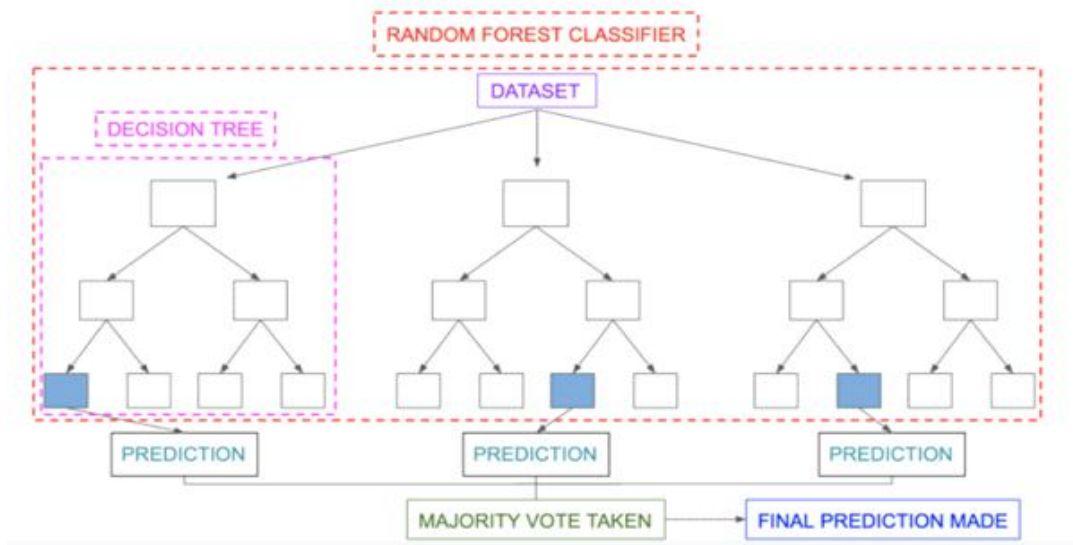 RANDOM FOREST CLASSIFIER
DATASET
DECISION TREE
PREDICTION
PREDICTION
PREDICTION
MAJORITY VOTE TAKEN
FINAL PREDICTION MADE